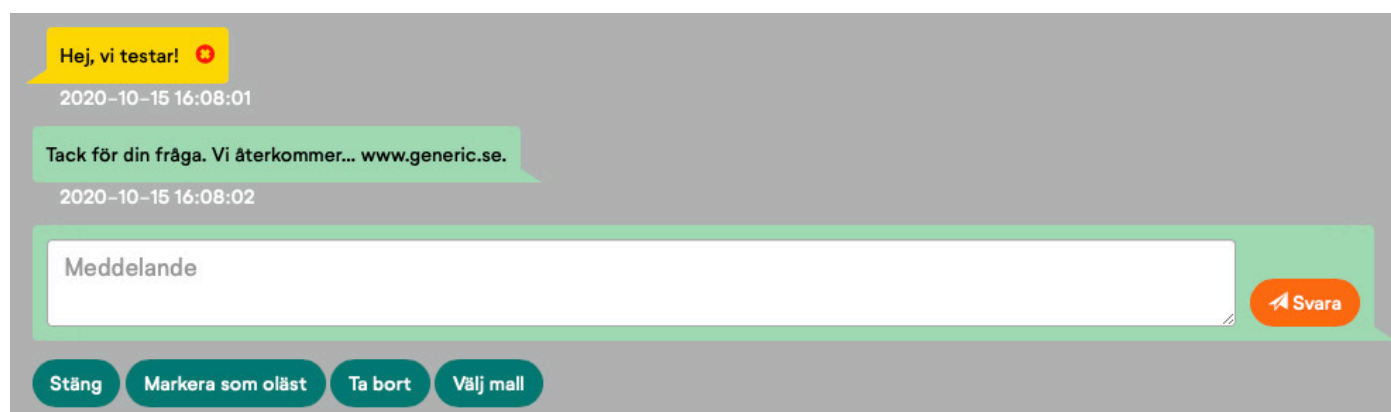 Hej, vi testar!
2020-10-15 16:08:01
Tack för din fråga. Vi återkommer... www.generic.se.
2020-10-15 16:08:02
Meddelande
Svara
Stäng Markera som oläst Ta bort Välj mall